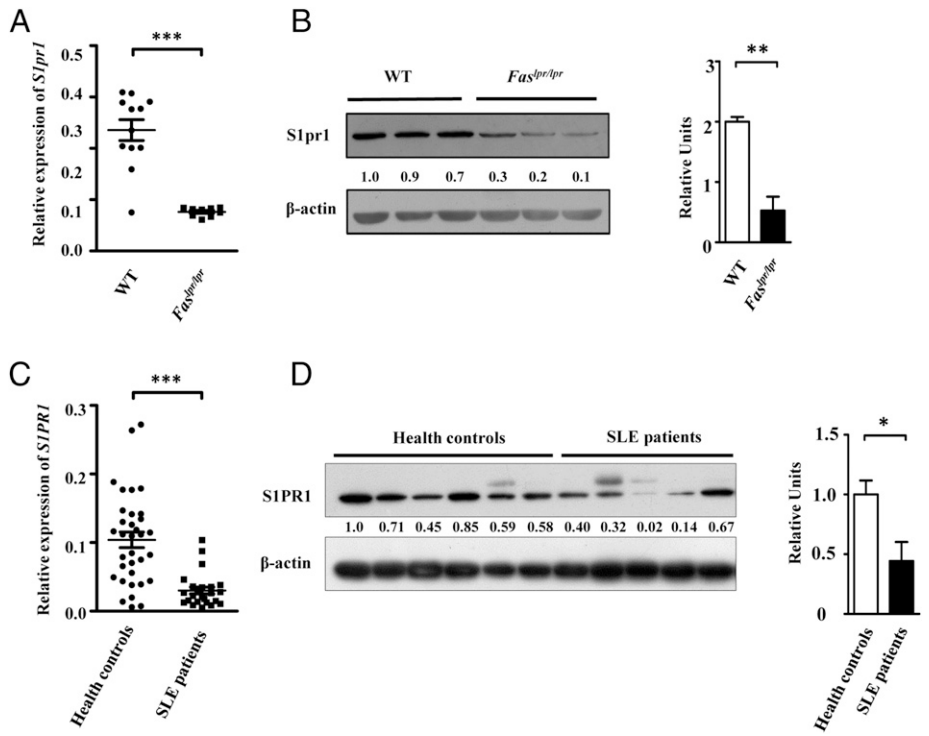 A
***
Relative expression of S1pr1
0.5
0.4
0.3
0.2
0.1
0.0
WT
Fas^lpr/lpr
B
WT
Fas^lpr/lpr
S1pr1
1.0 0.9 0.7 0.3 0.2 0.1
β-actin
**
Relative Units
3
2
1
0
WT
Fas^lpr/lpr
C
***
Relative expression of S1PR1
0.3
0.2
0.1
0.0
Health controls
SLE patients
D
Health controls
SLE patients
S1PR1
1.0 0.71 0.45 0.85 0.59 0.58 0.40 0.32 0.02 0.14 0.67
β-actin
*
Relative Units
1.5
1.0
0.5
0
Health controls
SLE patients